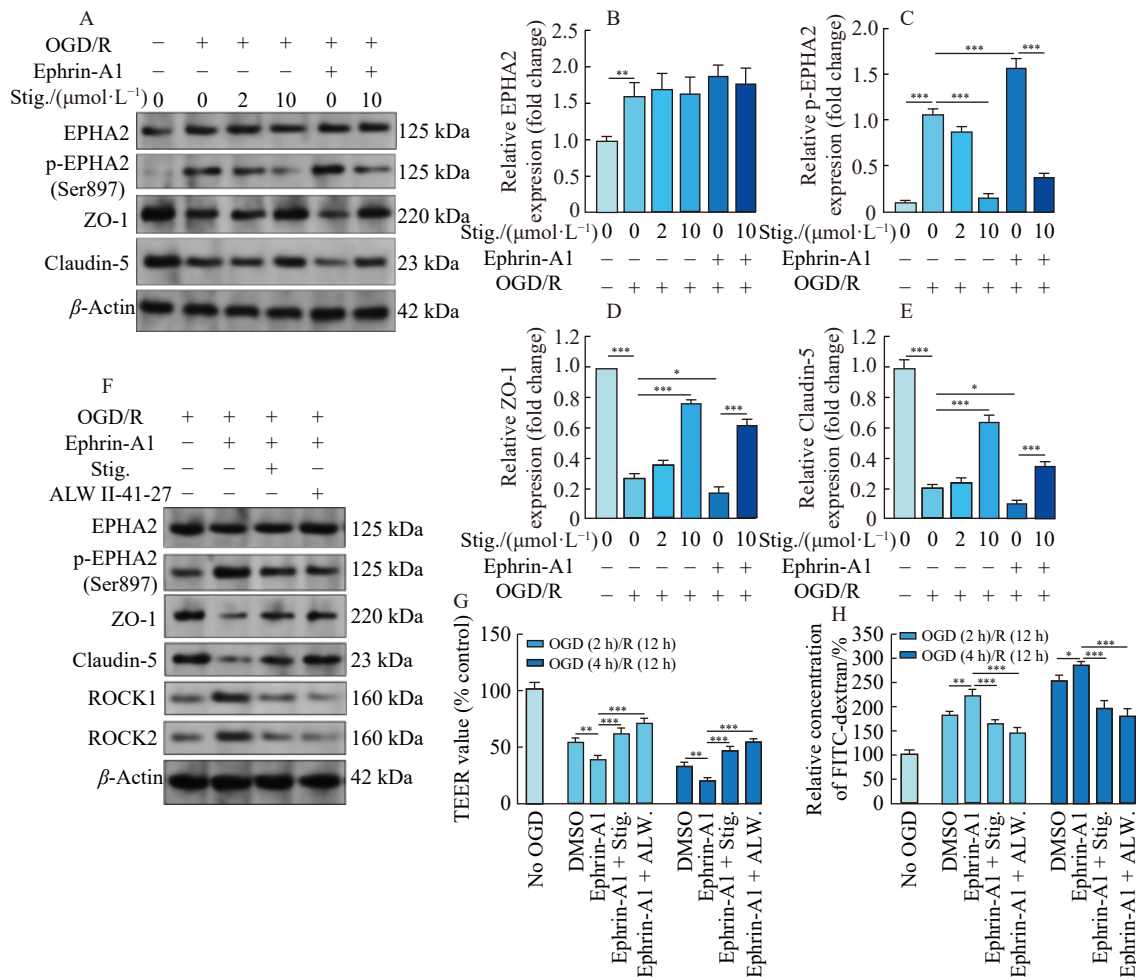 A
OGD/R − + + + + +
Ephrin-A1 + +
Stig./(μmol·L⁻¹) 0 0 2 10 0 10
EPHA2 125 kDa
p-EPHA2 125 kDa
(Ser897)
ZO-1 220 kDa
Claudin-5 23 kDa
β-Actin 42 kDa
B
Relative EPHA2
expresion (fold change)
2.5
2.0
1.5
1.0
0.5
0
**
Stig./(μmol·L⁻¹) 0 0 2 10 0 10
Ephrin-A1 + +
OGD/R − + + + + +
C
Relative p-EPHA2
expresion (fold change)
2.0
1.5
1.0
0.5
0
*** *** *** ***
Stig./(μmol·L⁻¹) 0 0 2 10 0 10
Ephrin-A1 + +
OGD/R − + + + + +
D
Relative ZO-1
expresion (fold change)
1.2
1.0
0.8
0.6
0.4
0.2
0
*** * *** ***
Stig./(μmol·L⁻¹) 0 0 2 10 0 10
Ephrin-A1 + +
OGD/R − + + + + +
E
Relative Claudin-5
expresion (fold change)
1.2
1.0
0.8
0.6
0.4
0.2
0
*** * *** ***
Stig./(μmol·L⁻¹) 0 0 2 10 0 10
Ephrin-A1 + +
OGD/R − + + + + +
F
OGD/R + + + +
Ephrin-A1 − + + +
Stig. − − + −
ALW II-41-27 − − − +
EPHA2 125 kDa
p-EPHA2 125 kDa
(Ser897)
ZO-1 220 kDa
Claudin-5 23 kDa
ROCK1 160 kDa
ROCK2 160 kDa
β-Actin 42 kDa
G
TEER value (% control)
150
100
50
0
OGD (2 h)/R (12 h)
OGD (4 h)/R (12 h)
** *** ***
** *** ***
No OGD
DMSO
Ephrin-A1
Ephrin-A1 + Stig.
Ephrin-A1 + ALW.
DMSO
Ephrin-A1
Ephrin-A1 + Stig.
Ephrin-A1 + ALW.
H
Relative concentration
of FITC-dextran/%
350
300
250
200
150
100
50
0
OGD (2 h)/R (12 h)
OGD (4 h)/R (12 h)
** *** ***
* *** ***
No OGD
DMSO
Ephrin-A1
Ephrin-A1 + Stig.
Ephrin-A1 + ALW.
DMSO
Ephrin-A1
Ephrin-A1 + Stig.
Ephrin-A1 + ALW.